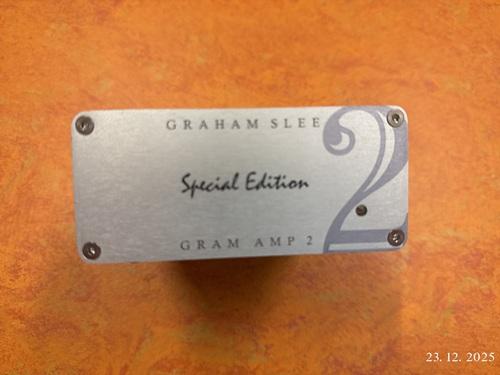 GRAHAM SLEE
Special Edition
2
GRAM AMP 2
23. 12. 2025